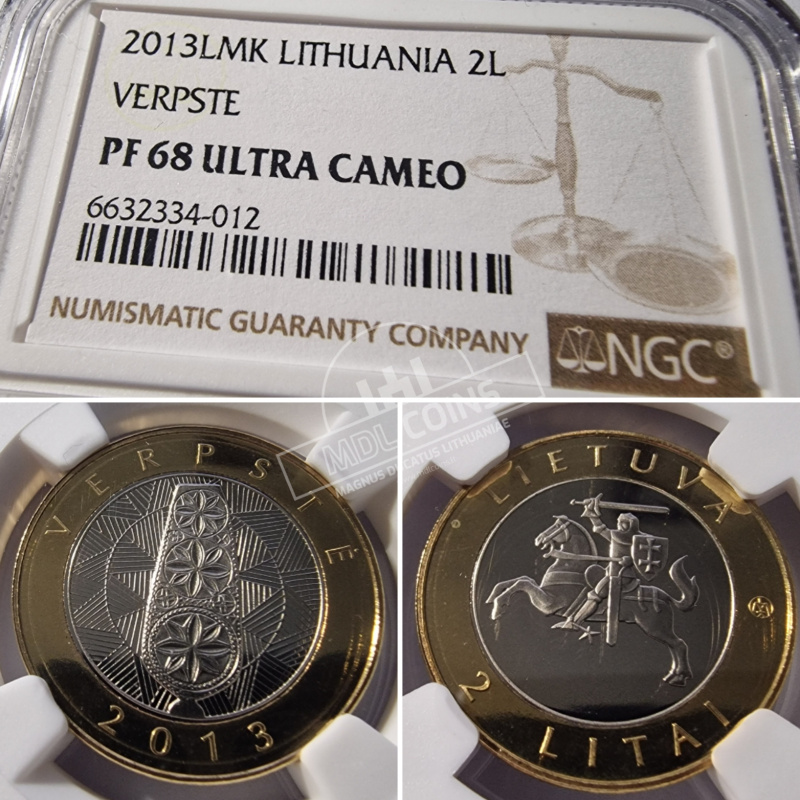 2013LMK LITHUANIA 2L
VERPSTE
PF 68 ULTRA CAMEO
6632334-012
NUMISMATIC GUARANTY COMPANY
NGC®
MDL COINS
MAGNUS DUCATUS LITHUANIAE
VERPSTĖ
2013
LIETUVA
2 LITAI